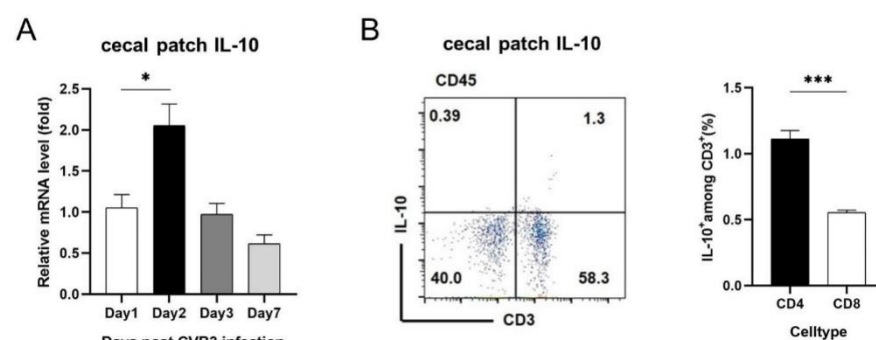 A
cecal patch IL-10
Relative mRNA level (fold)
2.5
2.0
1.5
1.0
0.5
0.0
*
Day1 Day2 Day3 Day7
B
cecal patch IL-10
CD45
0.39 1.3
40.0 58.3
IL-10
CD3
IL-10+among CD3+(%)
1.5
1.0
0.5
0.0
***
CD4 CD8
Celltype